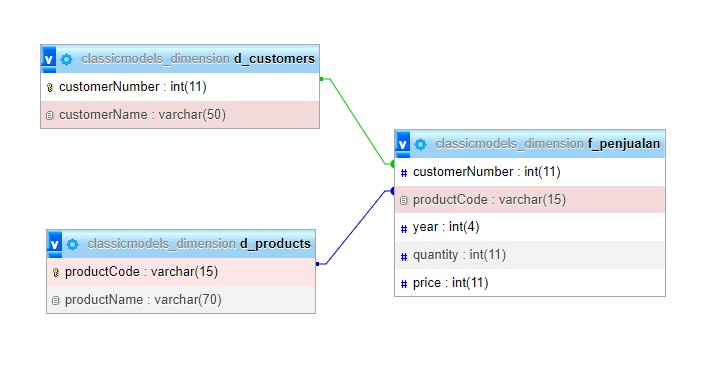 v classicmodels_dimension d_customers
customerNumber : int(11)
customerName : varchar(50)
v classicmodels_dimension f_penjualan
# customerNumber : int(11)
productCode : varchar(15)
# year : int(4)
# quantity : int(11)
# price : int(11)
v classicmodels_dimension d_products
productCode : varchar(15)
productName : varchar(70)